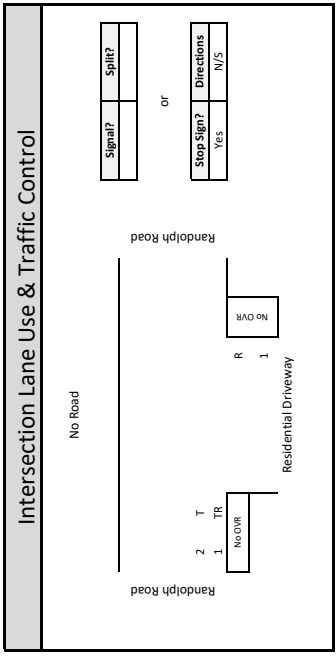 Intersection Lane Use & Traffic Control
No Road
Signal? Split?
or
Stop Sign? Directions
Yes N/S
Randolph Road
Randolph Road
2 T
1 TR
No OVR
R
1
No OVR
Residential Driveway